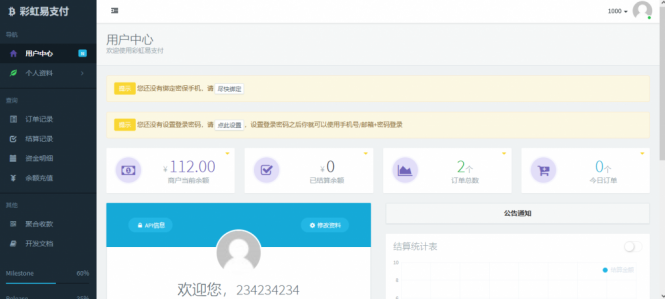 彩虹易支付
1000
导航
用户中心
个人资料
查询
订单记录
结算记录
资金明细
余额充值
其他
聚合收款
开发文档
Milestone 60%
用户中心
欢迎使用彩虹易支付
提示 您还没有绑定密保手机，请 尽快绑定
提示 您还没有设置登录密码，请 点此设置，设置登录密码之后你就可以使用手机号/邮箱+密码登录
￥112.00
商户当前余额
￥0
已结算余额
2个
订单总数
0个
今日订单
API信息
修改资料
欢迎您，234234234
公告通知
结算统计表
10
8
6